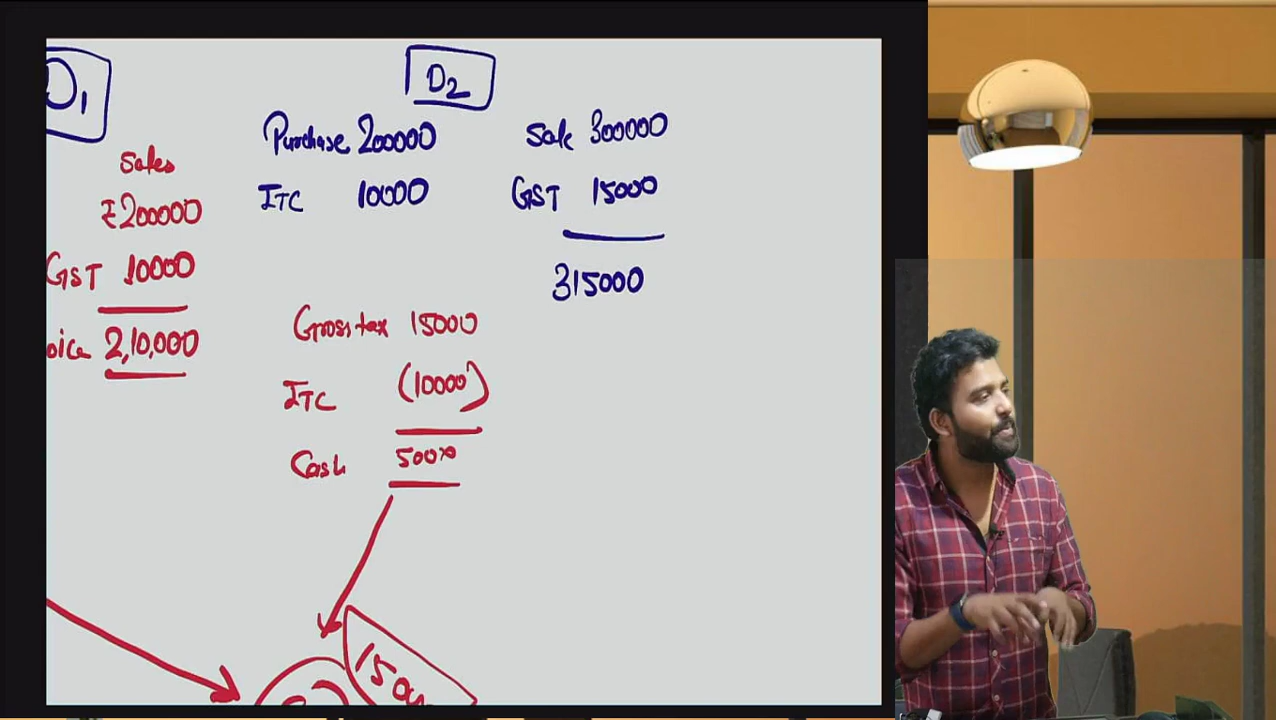 D1
Sales
₹200000
GST 10000
oice 2,10,000
D2
Purchase 200000
ITC 10000
Sale 300000
GST 15000
315000
Gross tax 15000
ITC (10000)
Cash 5000